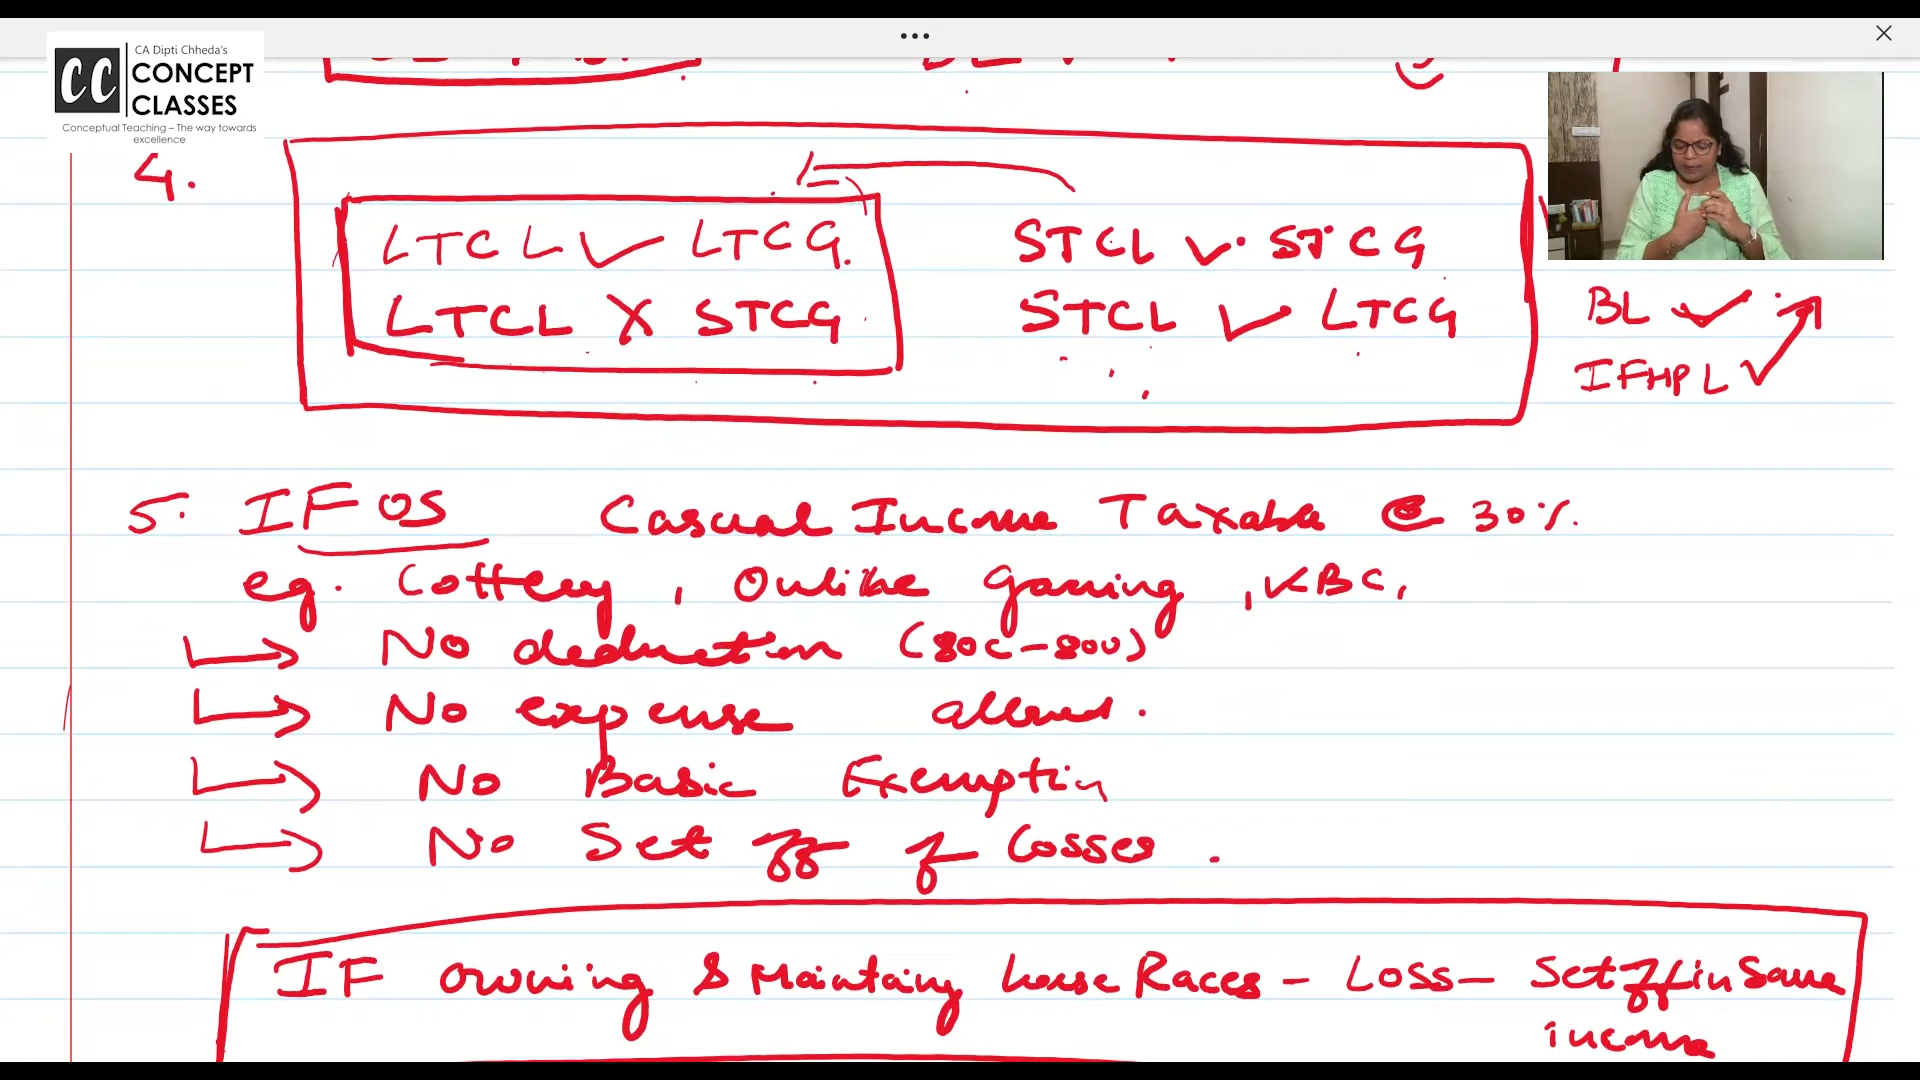 CC
CA Dipti Chheda's
CONCEPT
CLASSES
Conceptual Teaching – The way towards
excellence
4.
LTCL ✓ LTCG.
LTCL X STCG
STCL ✓ STCG
STCL ✓ LTCG
BL ✓
IFHPL ✓
5. IFOS Casual Income Taxable @ 30%.
eg. Lottery, Online gaming, KBC,
No deduction (80C-80U)
No expense allowed.
No Basic Exemption
No Set off of Losses.
IF owning & Maintaing horse Races - Loss - Set off in Same
income